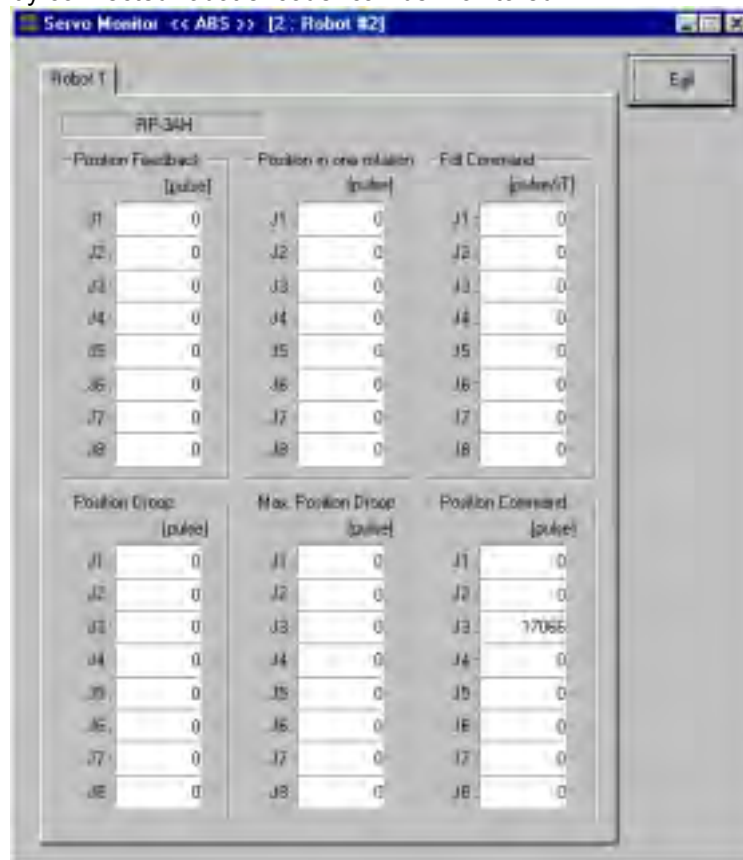 Servo Monitor << ABS >> [2 : Robot #2]
Robot 1
Exit
Position Feedback
Position in one rotation
[pulse]
[pulse]
J1 0 J1 0 J1 0
J2 0 J2 0 J2 0
J3 0 J3 0 J3 0
J4 0 J4 0 J4 0
J5 0 J5 0 J5 0
J6 0 J6 0 J6 0
J7 0 J7 0 J7 0
J8 0 J8 0 J8 0
Position Droop Max. Position Droop Position Command
[pulse] [pulse] [pulse]
J1 0 J1 0 J1 0
J2 0 J2 0 J2 0
J3 0 J3 0 J3 17066
J4 0 J4 0 J4 0
J5 0 J5 0 J5 0
J6 0 J6 0 J6 0
J7 0 J7 0 J7 0
J8 0 J8 0 J8 0